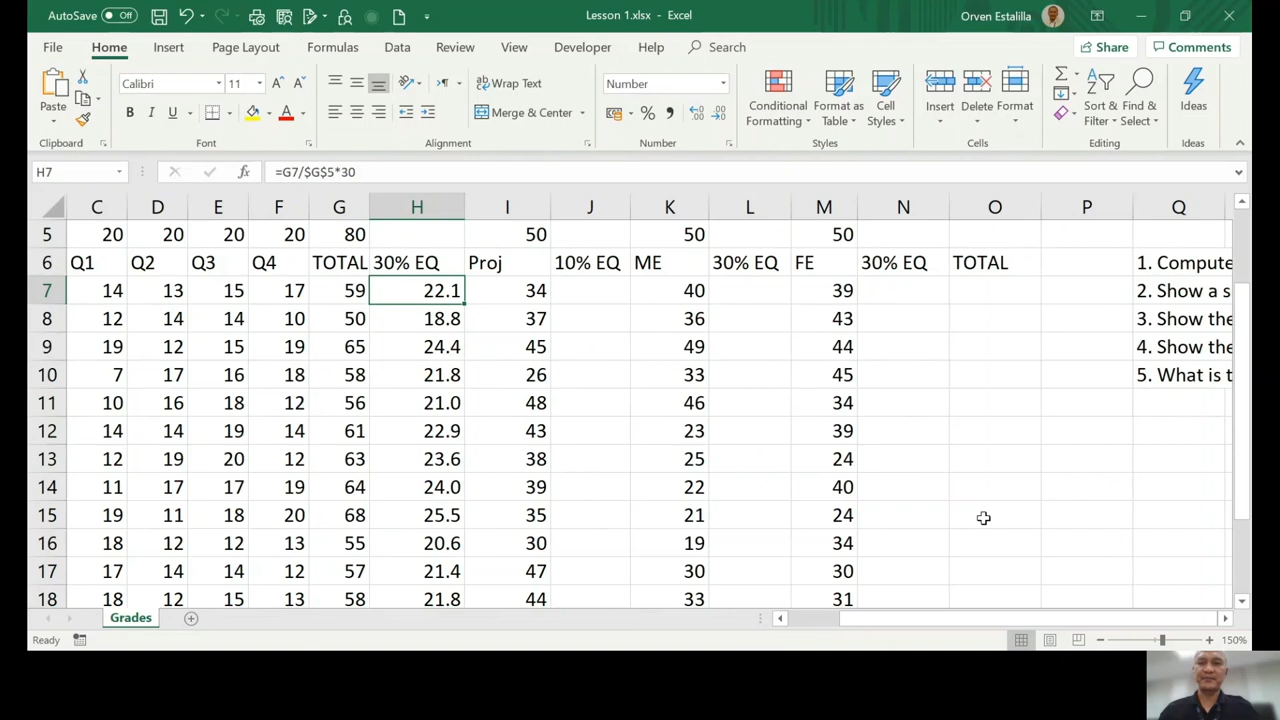 AutoSave Off Lesson 1.xlsx - Excel Orven Estalilla
File Home Insert Page Layout Formulas Data Review View Developer Help Search Share Comments
Calibri 11 A A Wrap Text Number
Paste B I U A Merge & Center % Conditional Formatting Format as Table Cell Styles Insert Delete Format Sort & Filter Find & Select Ideas
Clipboard Font Alignment Number Styles Cells Editing Ideas
H7 fx =G7/$G$5*30
C D E F G H I J K L M N O P Q
5 20 20 20 20 80 50 50 50
6 Q1 Q2 Q3 Q4 TOTAL 30% EQ Proj 10% EQ ME 30% EQ FE 30% EQ TOTAL 1. Compute
7 14 13 15 17 59 22.1 34 40 39 2. Show a s
8 12 14 14 10 50 18.8 37 36 43 3. Show the
9 19 12 15 19 65 24.4 45 49 44 4. Show the
10 7 17 16 18 58 21.8 26 33 45 5. What is t
11 10 16 18 12 56 21.0 48 46 34
12 14 14 19 14 61 22.9 43 23 39
13 12 19 20 12 63 23.6 38 25 24
14 11 17 17 19 64 24.0 39 22 40
15 19 11 18 20 68 25.5 35 21 24
16 18 12 12 13 55 20.6 30 19 34
17 17 14 14 12 57 21.4 47 30 30
18 18 12 15 13 58 21.8 44 33 31
Grades
Ready 150%